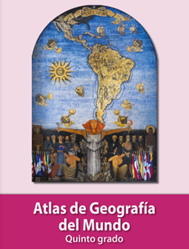 Atlas de Geografía
del Mundo
Quinto grado